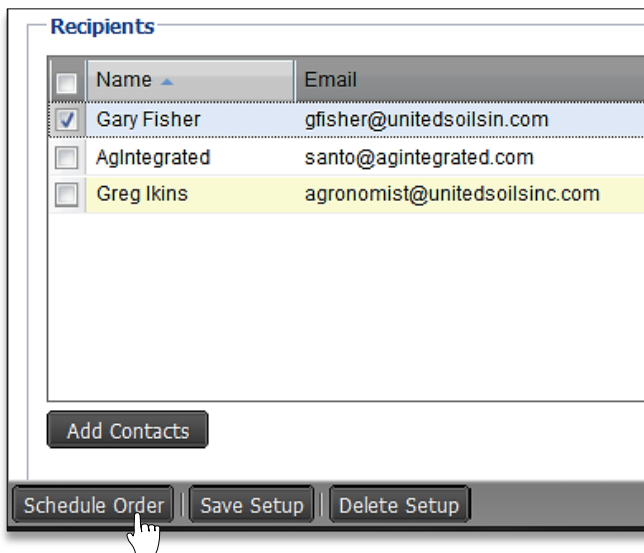 Recipients
Name Email
Gary Fisher gfisher@unitedsoilsin.com
AgIntegrated santo@agintegrated.com
Greg Ikins agronomist@unitedsoilsinc.com
Add Contacts
Schedule Order | Save Setup | Delete Setup